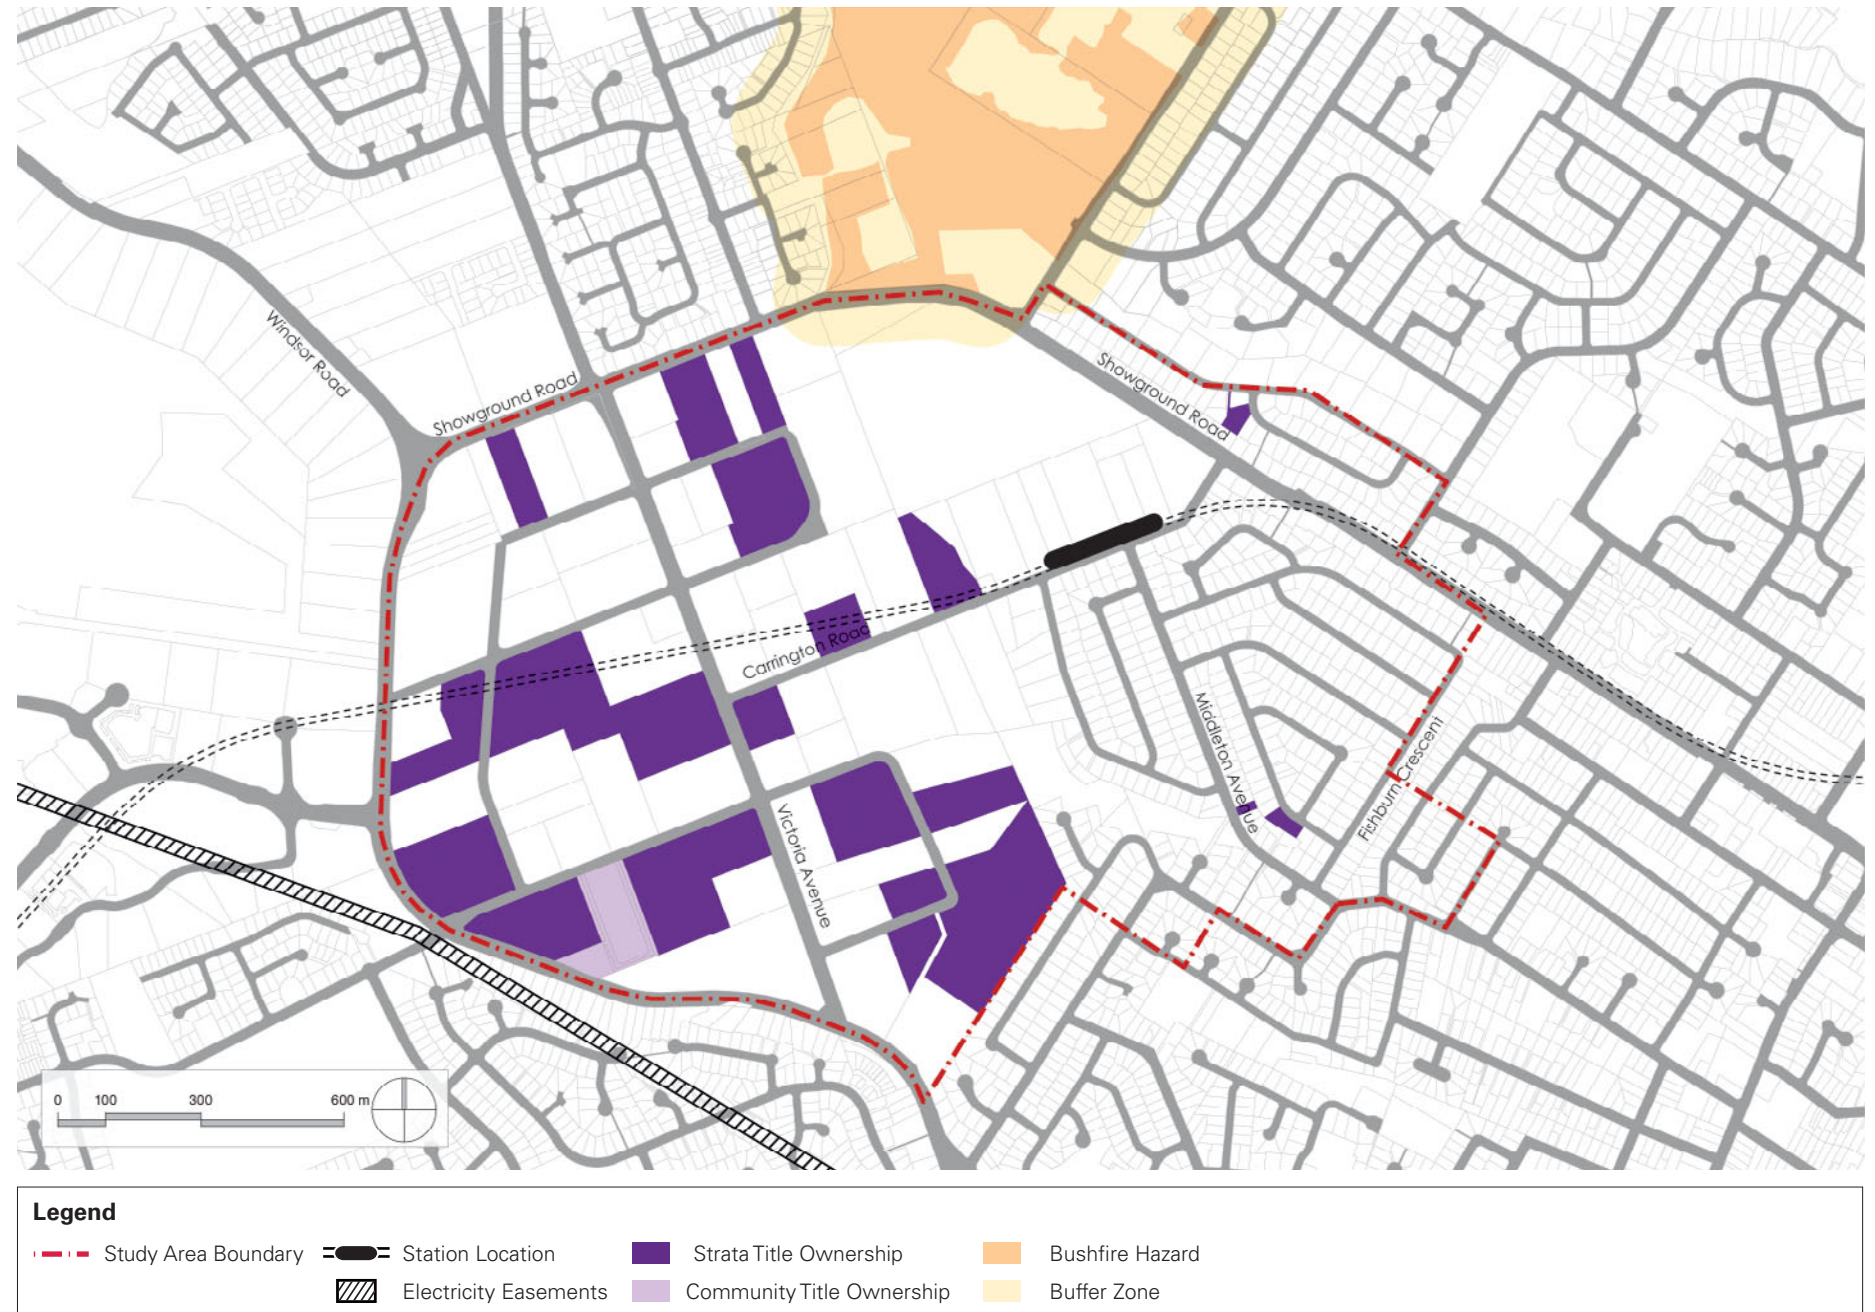 Windsor Road
Showground Road
Showground Road
Carrington Road
Middleton Avenue
Fishburn Crescent
Victoria Avenue
0 100 300 600 m
Legend
Study Area Boundary
Station Location
Strata Title Ownership
Bushfire Hazard
Electricity Easements
Community Title Ownership
Buffer Zone